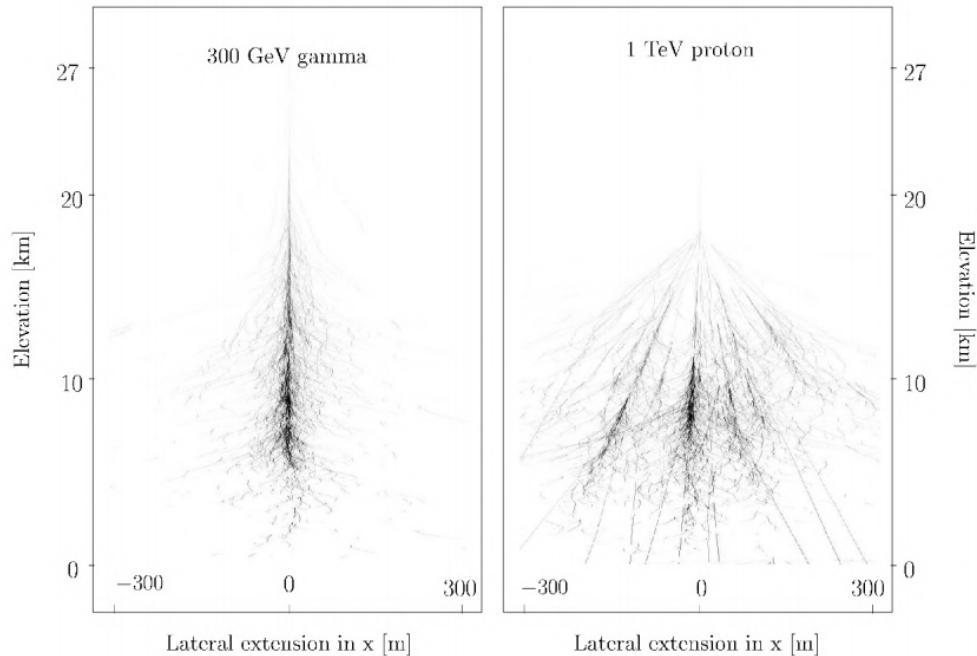 300 GeV gamma
27
20
10
0
Elevation [km]
−300
0
300
Lateral extension in x [m]
1 TeV proton
27
20
10
0
Elevation
[km]
−300
0
300
Lateral extension in x [m]